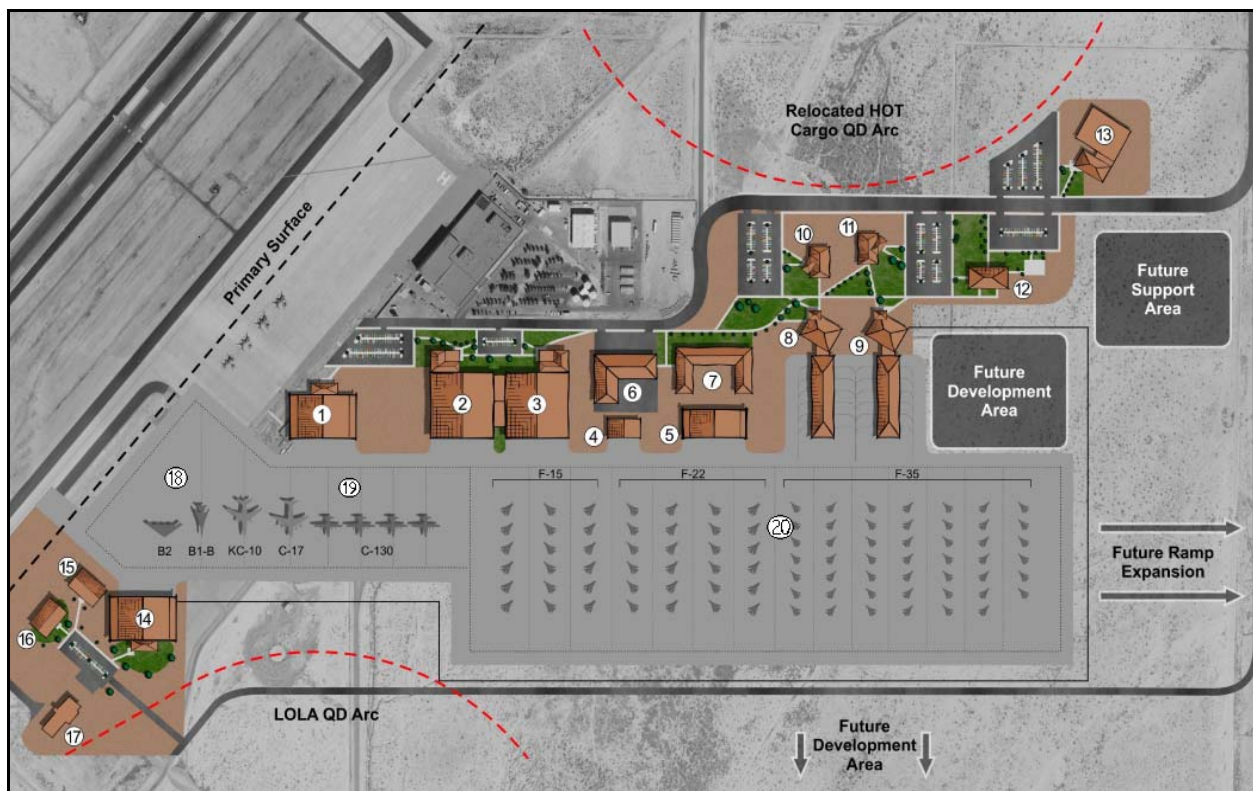 Relocated HOT
Cargo QD Arc
13
H
Primary Surface
10
11
12
Future
Support
Area
8
9
Future
Development
Area
1
2
3
4
5
6
7
18
19
F-15
F-22
F-35
20
B2
B1-B
KC-10
C-17
C-130
Future Ramp
Expansion
15
14
16
17
LOLA QD Arc
Future
Development
Area